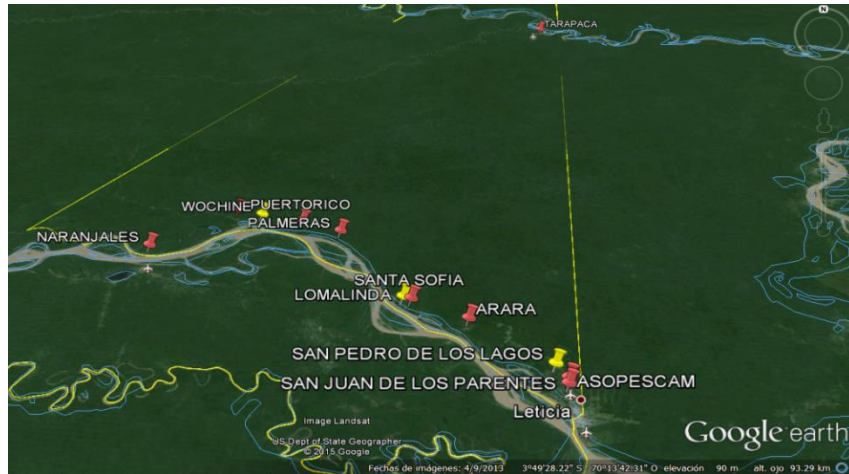 N
TARAPACA
WOCHINE PUERTORICO
PALMERAS
NARANJALES
SANTA SOFIA
LOMALINDA
ARARA
SAN PEDRO DE LOS LAGOS
SAN JUAN DE LOS PARENTES ASOPESCAM
Leticia
Image Landsat
US Dept of State Geographer
© 2015 Google
Google earth
Fechas de imágenes: 4/9/2013 3°49'28.22" S 70°13'42.31" O elevación 90 m alt. ojo 93.29 km